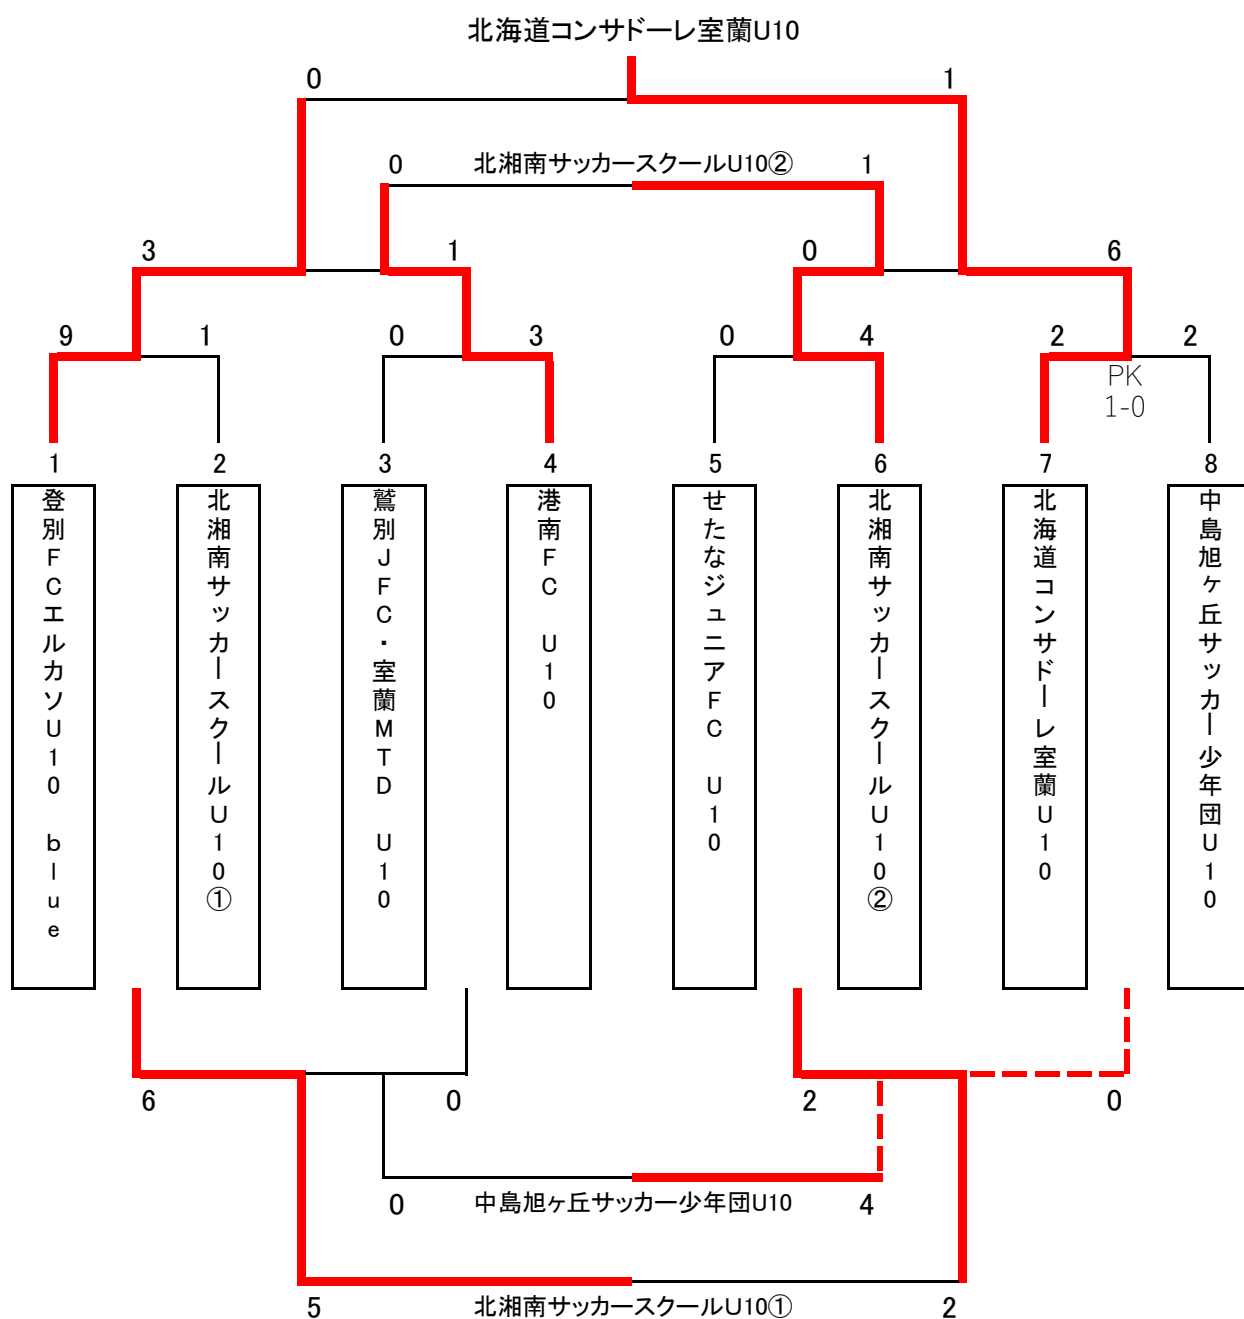 北海道コンサドーレ室蘭U10
0 1
0 北湘南サッカースクールU10② 1
3 1 0 6
9 1 0 3 0 4 2 2
PK
1-0
1 2 3 4 5 6 7 8
登別FCエルカソU10 blue
北湘南サッカースクールU10①
鷲別JFC・室蘭MTD U10
港南FC U10
せたなジュニアFC U10
北湘南サッカースクールU10②
北海道コンサドーレ室蘭U10
中島旭ヶ丘サッカー少年団U10
6 0 2 0
0 中島旭ヶ丘サッカー少年団U10 4
5 北湘南サッカースクールU10① 2